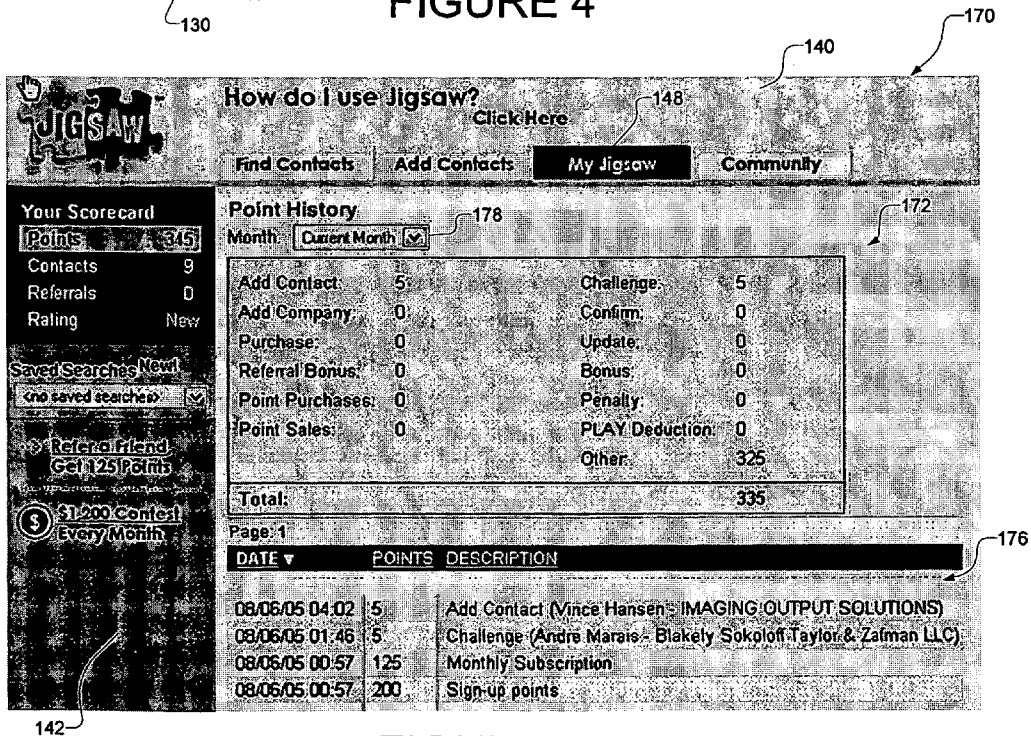 130
FIGURE 4
170
140
JIGSAW
How do I use Jigsaw?
Click Here
148
Find Contacts Add Contacts My Jigsaw Community
Your Scorecard
Points 345
Contacts 9
Referrals 0
Rating New
Saved Searches New!
<no saved searches>
> Refer a Friend
Get 125 Points
$ $1,200 Contest
Every Month
142
Point History
172
Month: Current Month
178
Add Contact: 5 Challenge: 5
Add Company: 0 Confirm: 0
Purchase: 0 Update: 0
Referral Bonus: 0 Bonus: 0
Point Purchases: 0 Penalty: 0
Point Sales: 0 PLAY Deduction: 0
Other: 325
Total: 335
Page: 1
176
DATE ▼ POINTS DESCRIPTION
08/06/05 04:02 5 Add Contact (Vince Hansen - IMAGING OUTPUT SOLUTIONS)
08/06/05 01:46 5 Challenge (Andre Marais - Blakely Sokoloff Taylor & Zafman LLC)
08/06/05 00:57 125 Monthly Subscription
08/06/05 00:57 200 Sign-up points